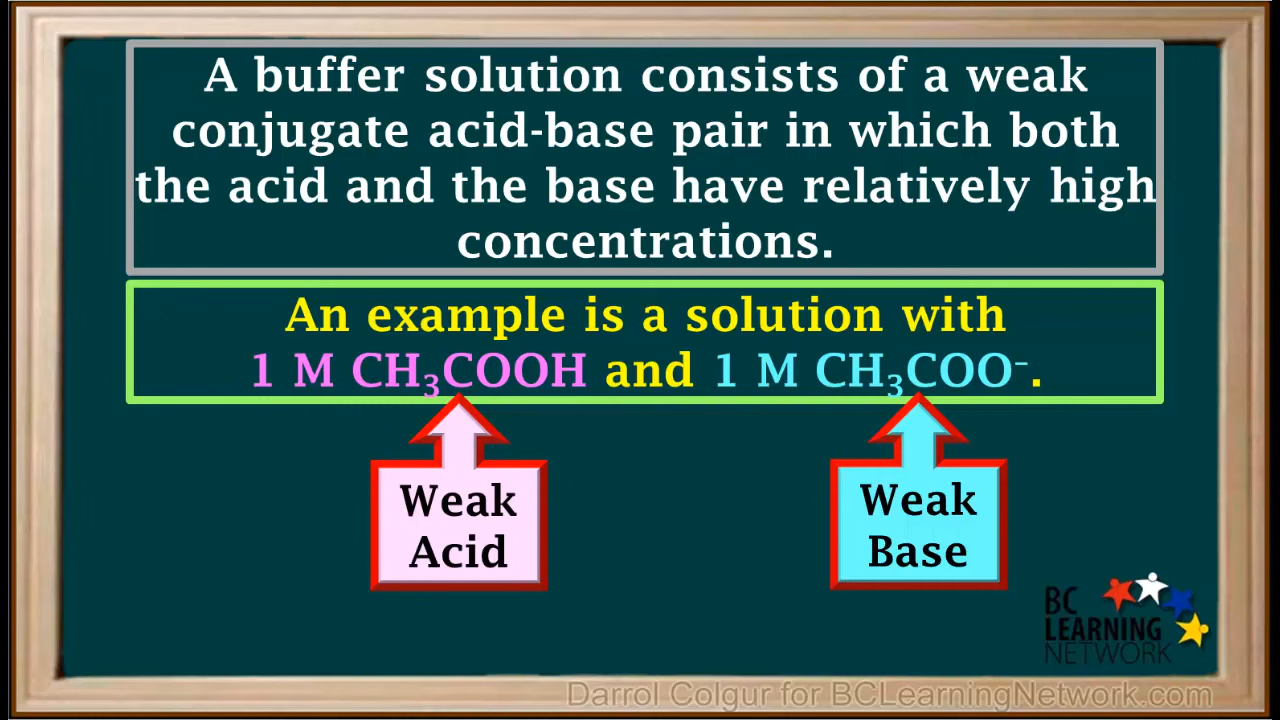 A buffer solution consists of a weak
conjugate acid-base pair in which both
the acid and the base have relatively high
concentrations.
An example is a solution with
1 M CH₃COOH and 1 M CH₃COO⁻.
Weak
Acid
Weak
Base
BC
LEARNING
NETWORK
Darrol Colgur for BCLearningNetwork.com